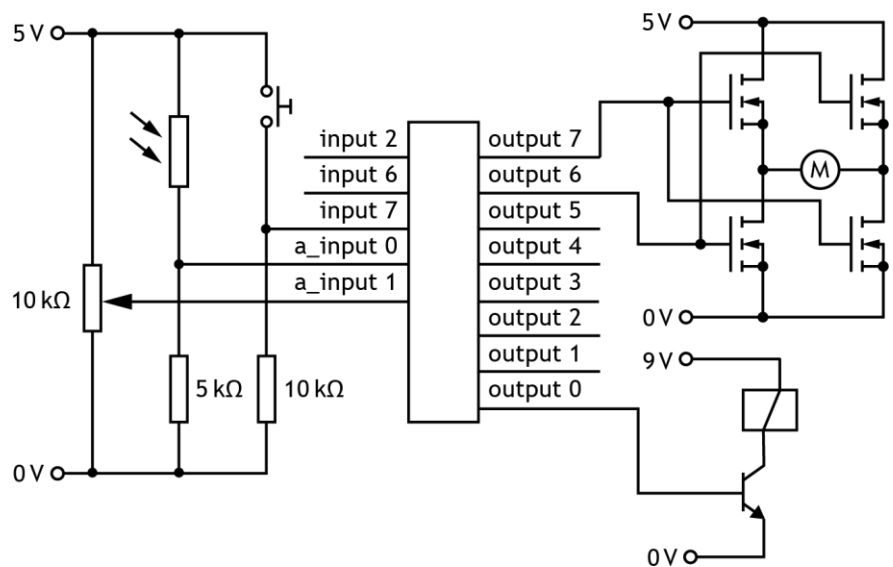 5 V
10 kΩ
5 kΩ
10 kΩ
0 V
input 2
input 6
input 7
a_input 0
a_input 1
output 7
output 6
output 5
output 4
output 3
output 2
output 1
output 0
5 V
M
0 V
9 V
0 V